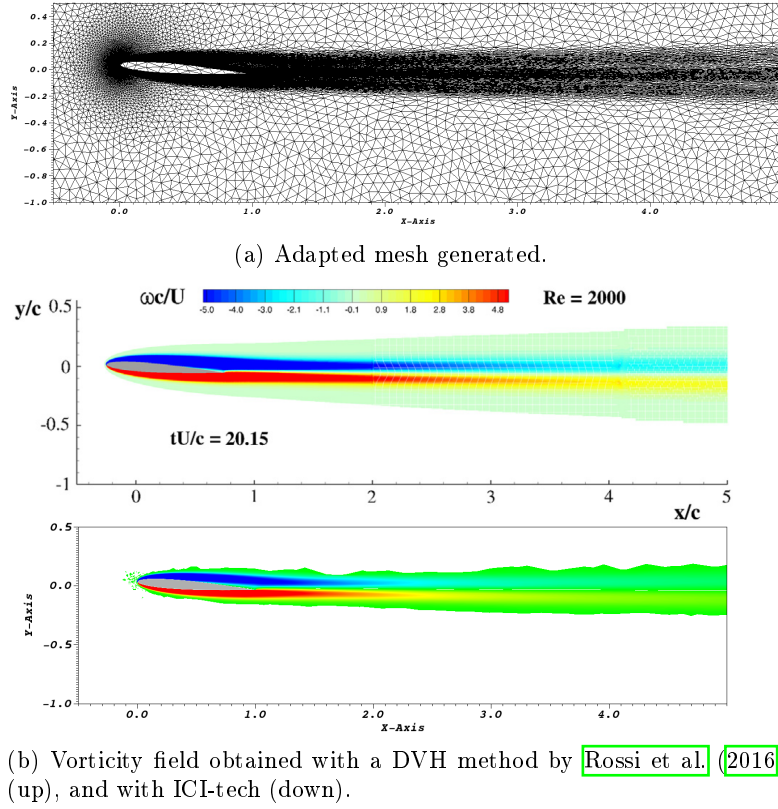 0.4
0.2
0.0
-0.2
-0.4
-0.6
-0.8
-1.0
Y-Axis
0.0 1.0 2.0 3.0 4.0
X-Axis
(a) Adapted mesh generated.
ωc/U -5.0 -4.0 -3.0 -2.1 -1.1 -0.1 0.9 1.9 2.9 3.8 4.8 Re = 2000
y/c
0.5
0
-0.5
-1
tU/c = 20.15
0 1 2 3 4 5
x/c
0.5
0.0
-0.5
-1.0
Y-Axis
0.0 1.0 2.0 3.0 4.0
X-Axis
(b) Vorticity field obtained with a DVH method by Rossi et al. (2016
(up), and with ICI-tech (down).